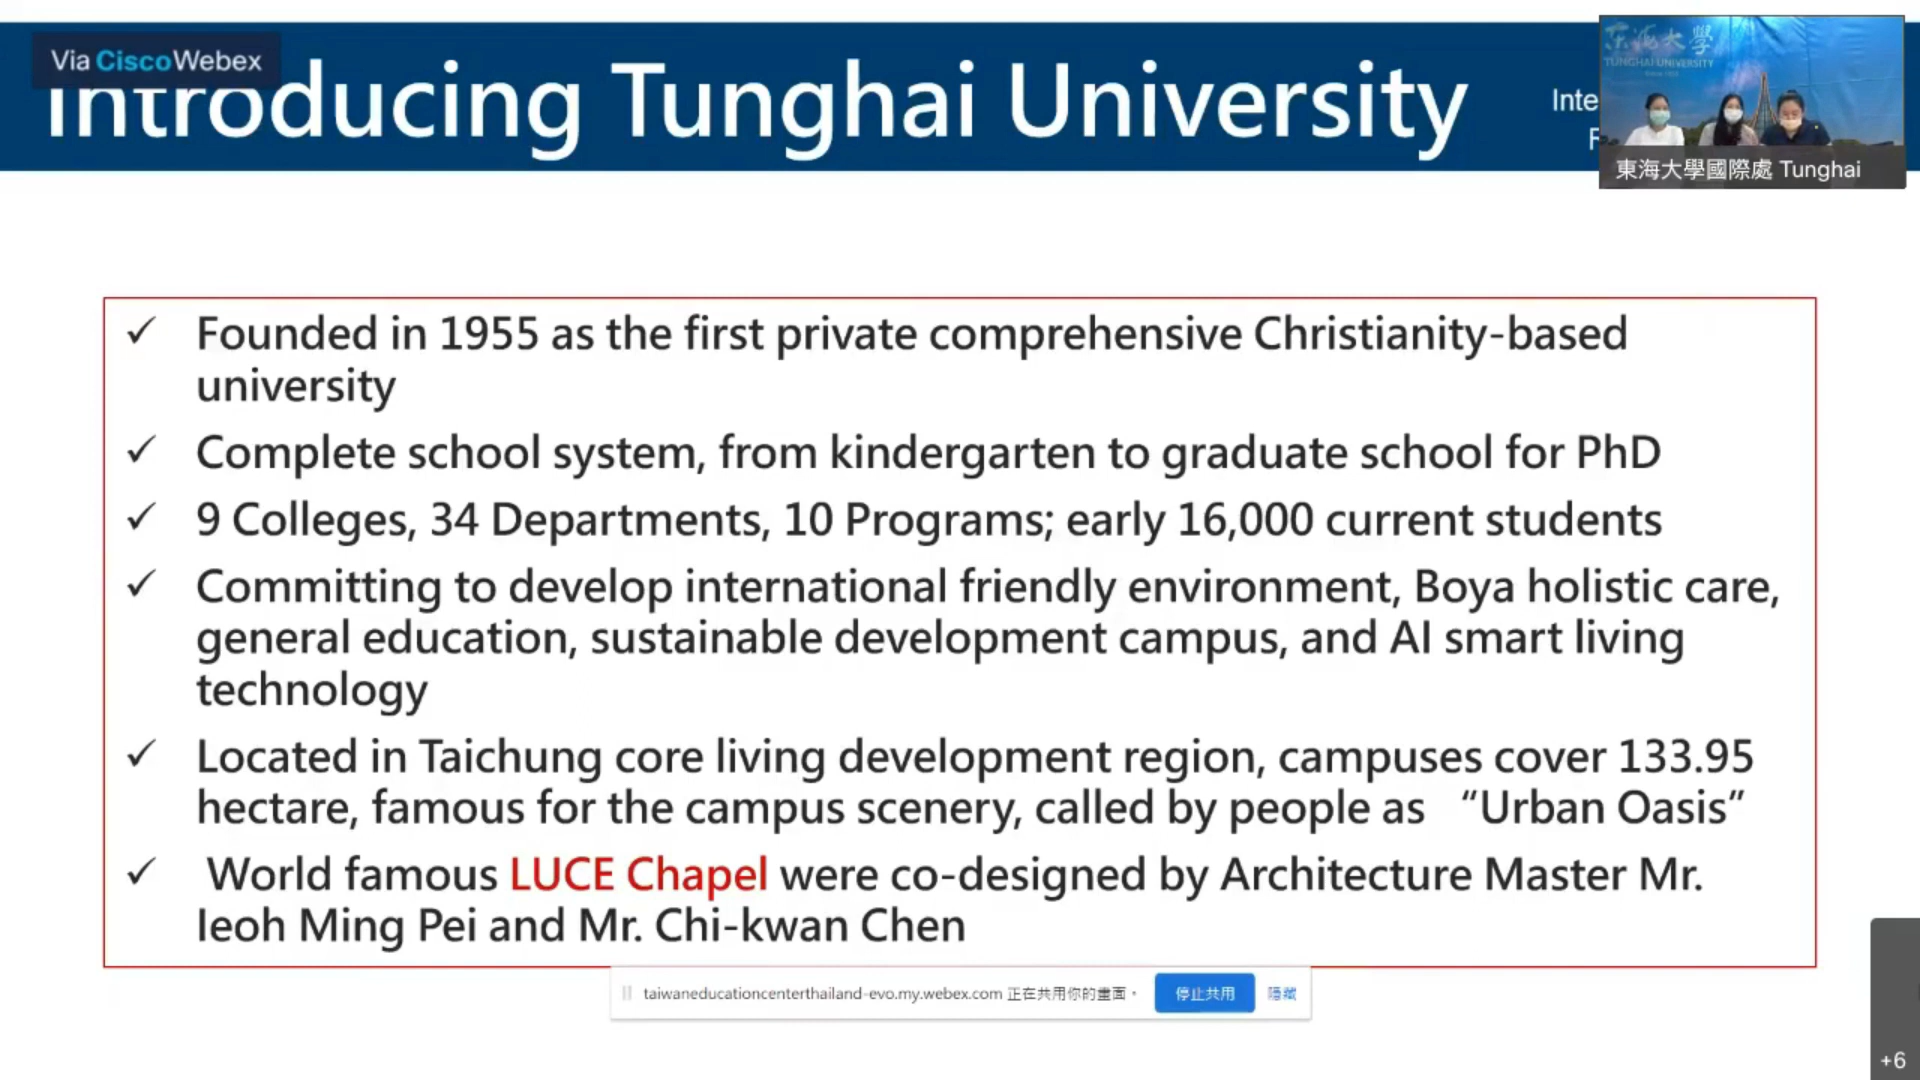 Via CiscoWebex
Introducing Tunghai University
Inte
東海大學
TUNGHAI UNIVERSITY
東海大學國際處 Tunghai
✓ Founded in 1955 as the first private comprehensive Christianity-based
university
✓ Complete school system, from kindergarten to graduate school for PhD
✓ 9 Colleges, 34 Departments, 10 Programs; early 16,000 current students
✓ Committing to develop international friendly environment, Boya holistic care,
general education, sustainable development campus, and AI smart living
technology
✓ Located in Taichung core living development region, campuses cover 133.95
hectare, famous for the campus scenery, called by people as “Urban Oasis”
✓ World famous LUCE Chapel were co-designed by Architecture Master Mr.
Ieoh Ming Pei and Mr. Chi-kwan Chen
taiwaneducationcenterthailand-evo.my.webex.com 正在共用你的畫面。 停止共用 隱藏
+6